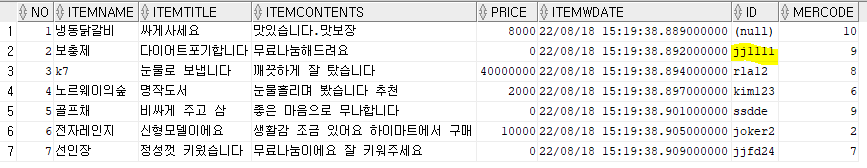 NO ITEMNAME ITEMTITLE ITEMCONTENTS PRICE ITEMWDATE ID MERCODE
1 1 냉동닭갈비 싸게사세요 맛있습니다.맛보장 8000 22/08/18 15:19:38.889000000 (null) 10
2 2 보충제 다이어트포기합니다 무료나눔해드려요 0 22/08/18 15:19:38.892000000 jj1111 9
3 3 k7 눈물로 보냅니다 깨끗하게 잘 탔습니다 40000000 22/08/18 15:19:38.894000000 rlal2 8
4 4 노르웨이의숲 명작도서 눈물흘리며 봤습니다 추천 2000 22/08/18 15:19:38.897000000 kim123 6
5 5 골프채 비싸게 주고 삼 좋은 마음으로 무나합니다 0 22/08/18 15:19:38.901000000 ssdde 9
6 6 전자레인지 신형모델이에요 생활감 조금 있어요 하이마트에서 구매 10000 22/08/18 15:19:38.905000000 joker2 2
7 7 선인장 정성껏 키웠습니다 무료나눔이에요 잘 키워주세요 0 22/08/18 15:19:38.909000000 jjfd24 7